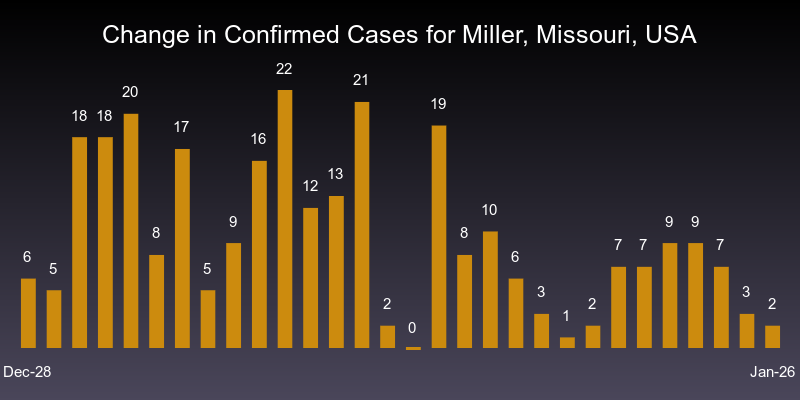 Change in Confirmed Cases for Miller, Missouri, USA
6 5 18 18 20 8 17 5 9 16 22 12 13 21 2 0 19 8 10 6 3 1 2 7 7 9 9 7 3 2
Dec-28 Jan-26